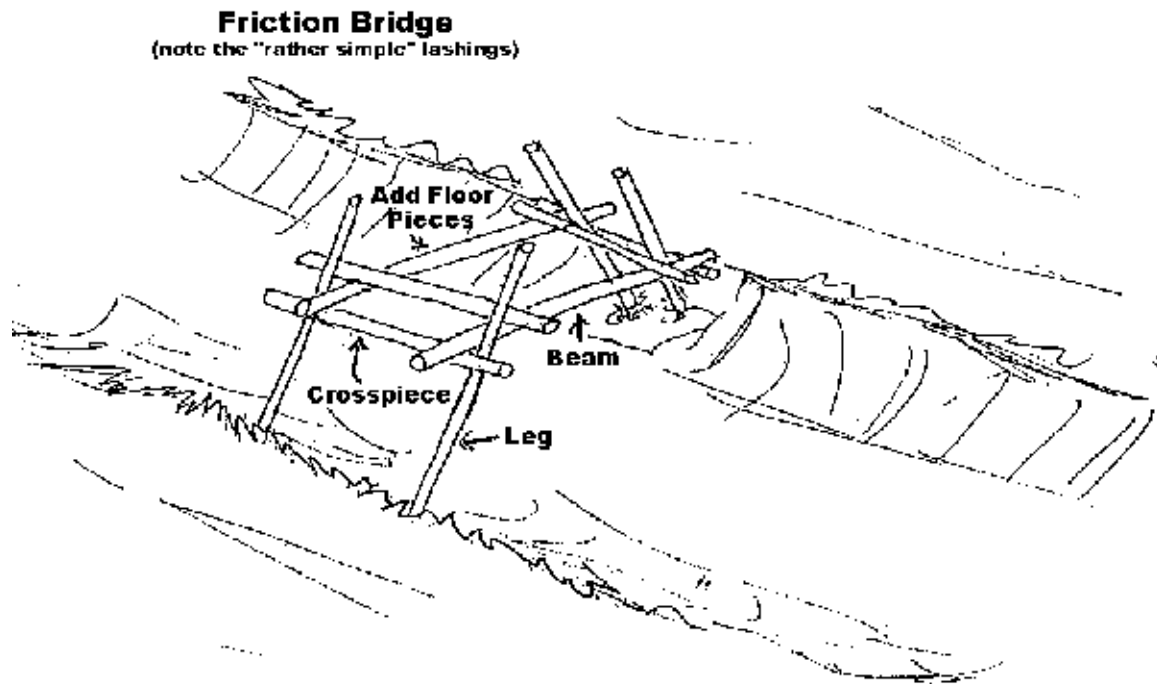 Friction Bridge
(note the "rather simple" lashings)
Add Floor
Pieces
Beam
Crosspiece
Leg